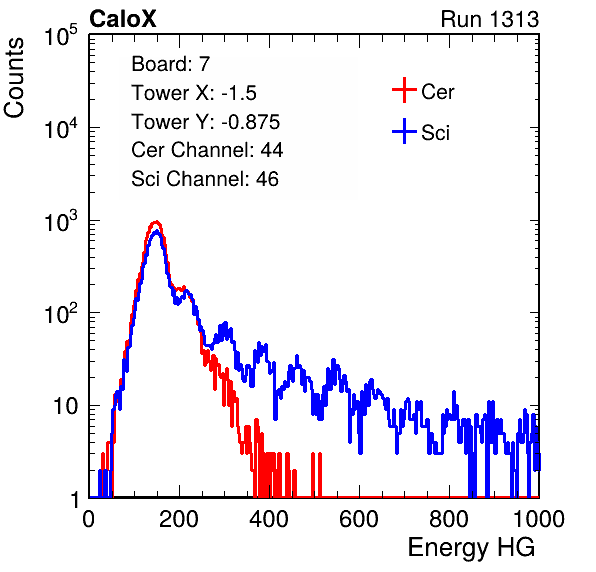 CaloX Run 1313
Counts
Board: 7
Tower X: -1.5
Tower Y: -0.875
Cer Channel: 44
Sci Channel: 46
Cer
Sci
10^5
10^4
10^3
10^2
10
1
0 200 400 600 800 1000
Energy HG